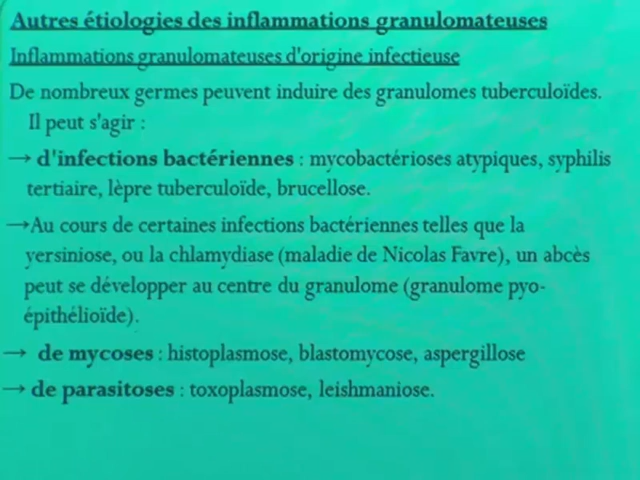 Autres étiologies des inflammations granulomateuses
Inflammations granulomateuses d'origine infectieuse
De nombreux germes peuvent induire des granulomes tuberculoïdes.
Il peut s'agir :
→ d'infections bactériennes : mycobactérioses atypiques, syphilis
tertiaire, lèpre tuberculoïde, brucellose.
→Au cours de certaines infections bactériennes telles que la
yersiniose, ou la chlamydiase (maladie de Nicolas Favre), un abcès
peut se développer au centre du granulome (granulome pyo-
épithélioïde).
→ de mycoses : histoplasmose, blastomycose, aspergillose
→ de parasitoses : toxoplasmose, leishmaniose.